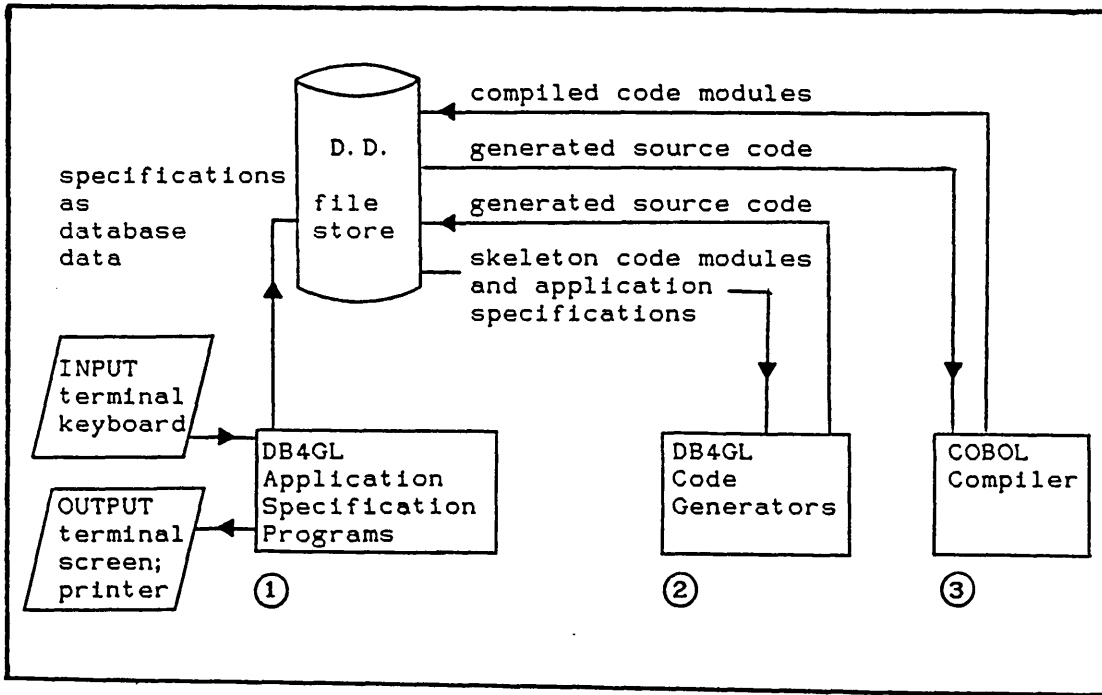 compiled code modules
D.D.
generated source code
specifications
as
database
data
file
store
generated source code
skeleton code modules
and application
specifications
INPUT
terminal
keyboard
DB4GL
Application
Specification
Programs
DB4GL
Code
Generators
COBOL
Compiler
OUTPUT
terminal
screen;
printer
1
2
3